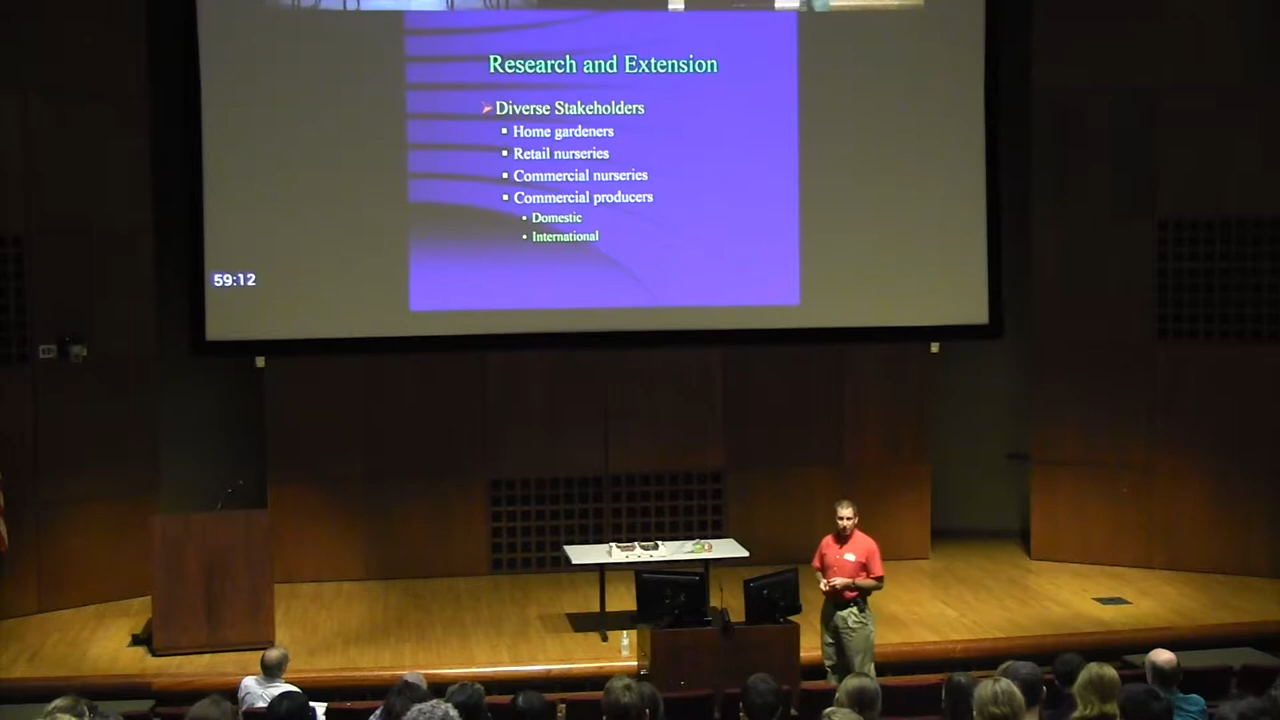 Research and Extension
Diverse Stakeholders
Home gardeners
Retail nurseries
Commercial nurseries
Commercial producers
Domestic
International
59:12